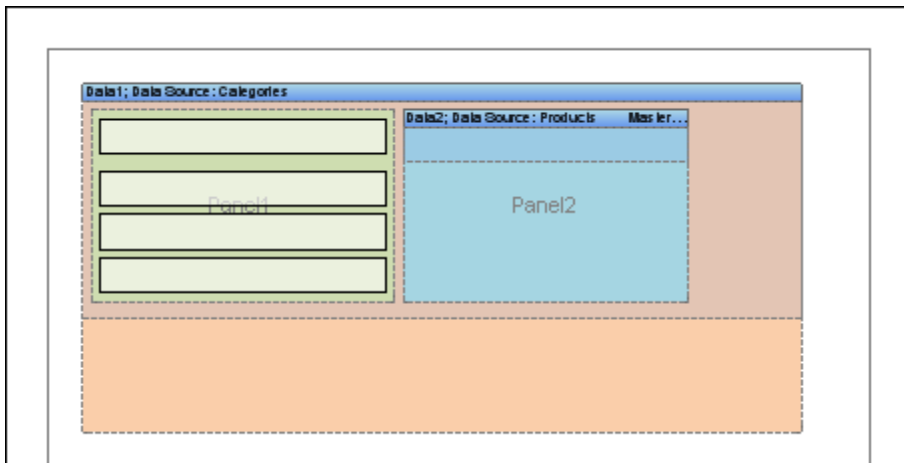 Data1; Data Source: Categories
Data2; Data Source: Products Master...
Panel1
Panel2